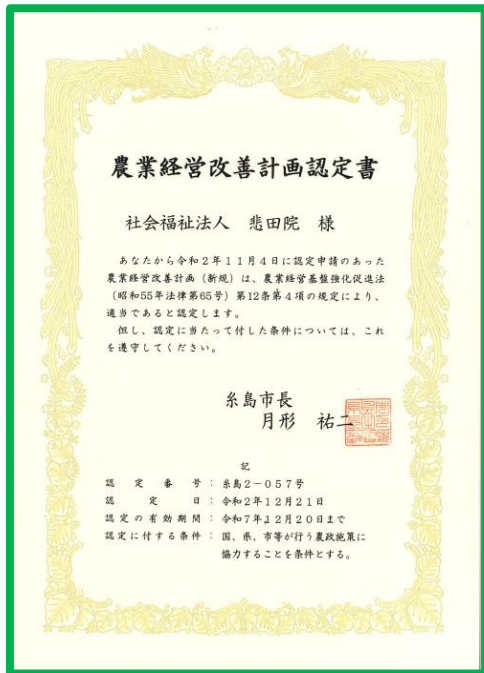 農業経営改善計画認定書
社会福祉法人 悲田院 様
あなたから令和2年11月4日に認定申請のあった
農業経営改善計画（新規）は、農業経営基盤強化促進法
（昭和55年法律第65号）第12条第4項の規定により、
適当であると認定します。
但し、認定に当たって付した条件については、これ
を遵守してください。
糸島市長
月形 祐二
記
認定番号：糸島2－057号
認定日：令和2年12月21日
認定の有効期間：令和7年12月20日まで
認定に付する条件：国、県、市等が行う農政施策に
協力することを条件とする。